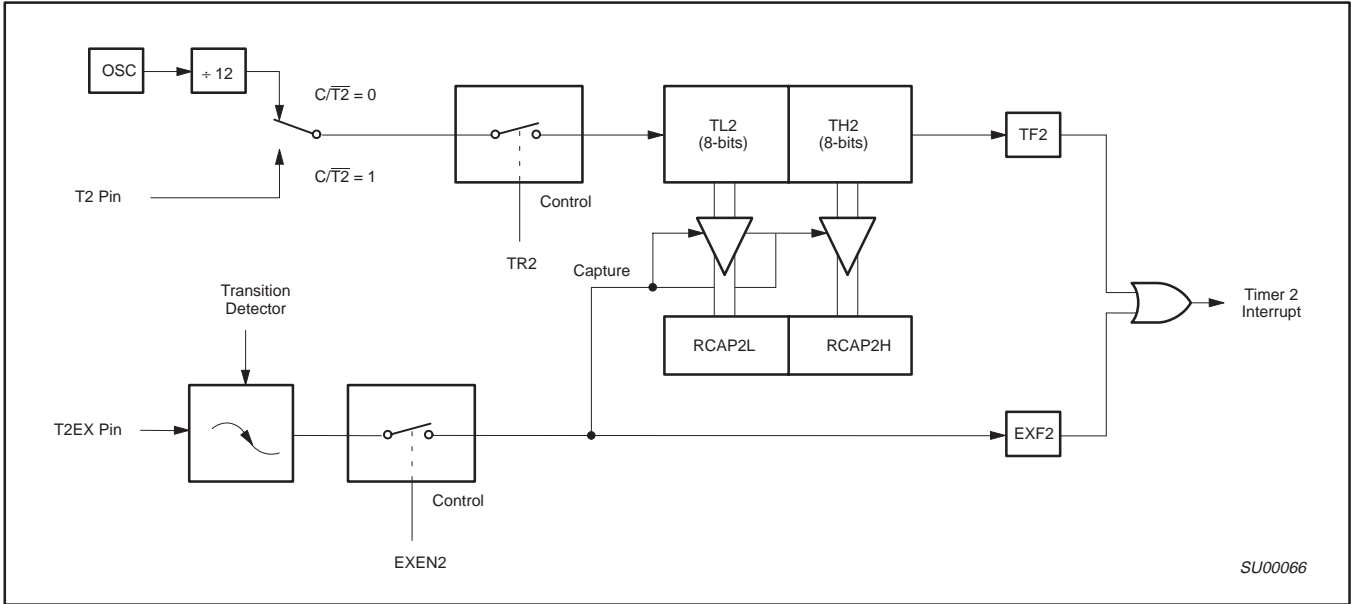 OSC
÷ 12
C/T2̅ = 0
C/T2̅ = 1
T2 Pin
Control
TR2
TL2
(8-bits)
TH2
(8-bits)
TF2
Capture
RCAP2L
RCAP2H
Timer 2
Interrupt
Transition
Detector
T2EX Pin
Control
EXEN2
EXF2
SU00066